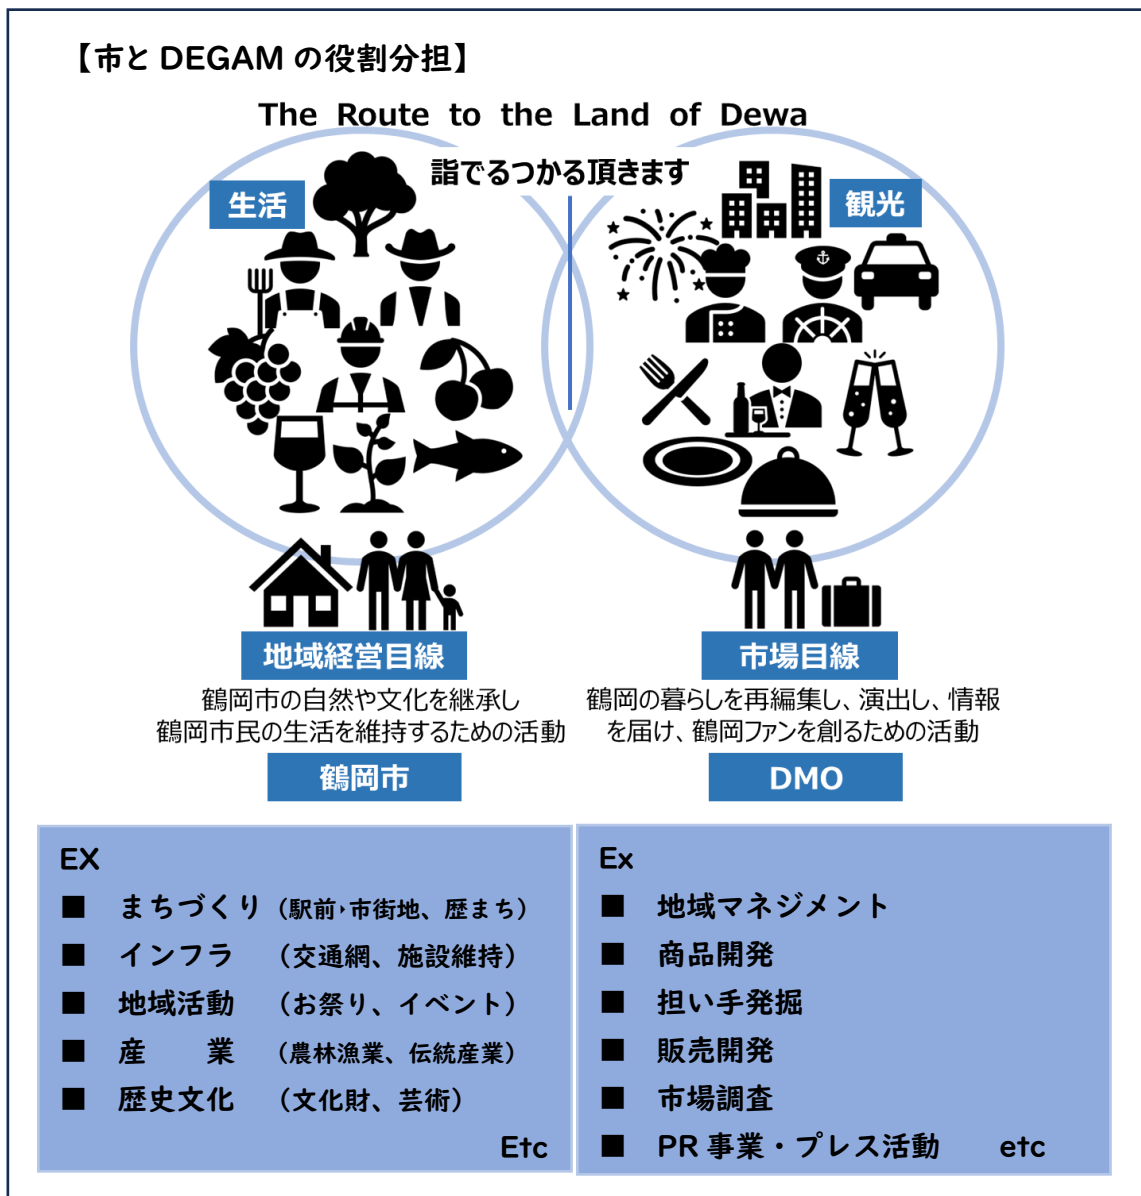 【市と DEGAM の役割分担】
The Route to the Land of Dewa
詣でるつかる頂きます
生活
観光
地域経営目線
鶴岡市の自然や文化を継承し
鶴岡市民の生活を維持するための活動
鶴岡市
市場目線
鶴岡の暮らしを再編集し、演出し、情報
を届け、鶴岡ファンを創るための活動
DMO
EX
■ まちづくり（駅前・市街地、歴まち）
■ インフラ （交通網、施設維持）
■ 地域活動 （お祭り、イベント）
■ 産　　業 （農林漁業、伝統産業）
■ 歴史文化 （文化財、芸術）
Etc
Ex
■ 地域マネジメント
■ 商品開発
■ 担い手発掘
■ 販売開発
■ 市場調査
■ PR 事業・プレス活動　　etc